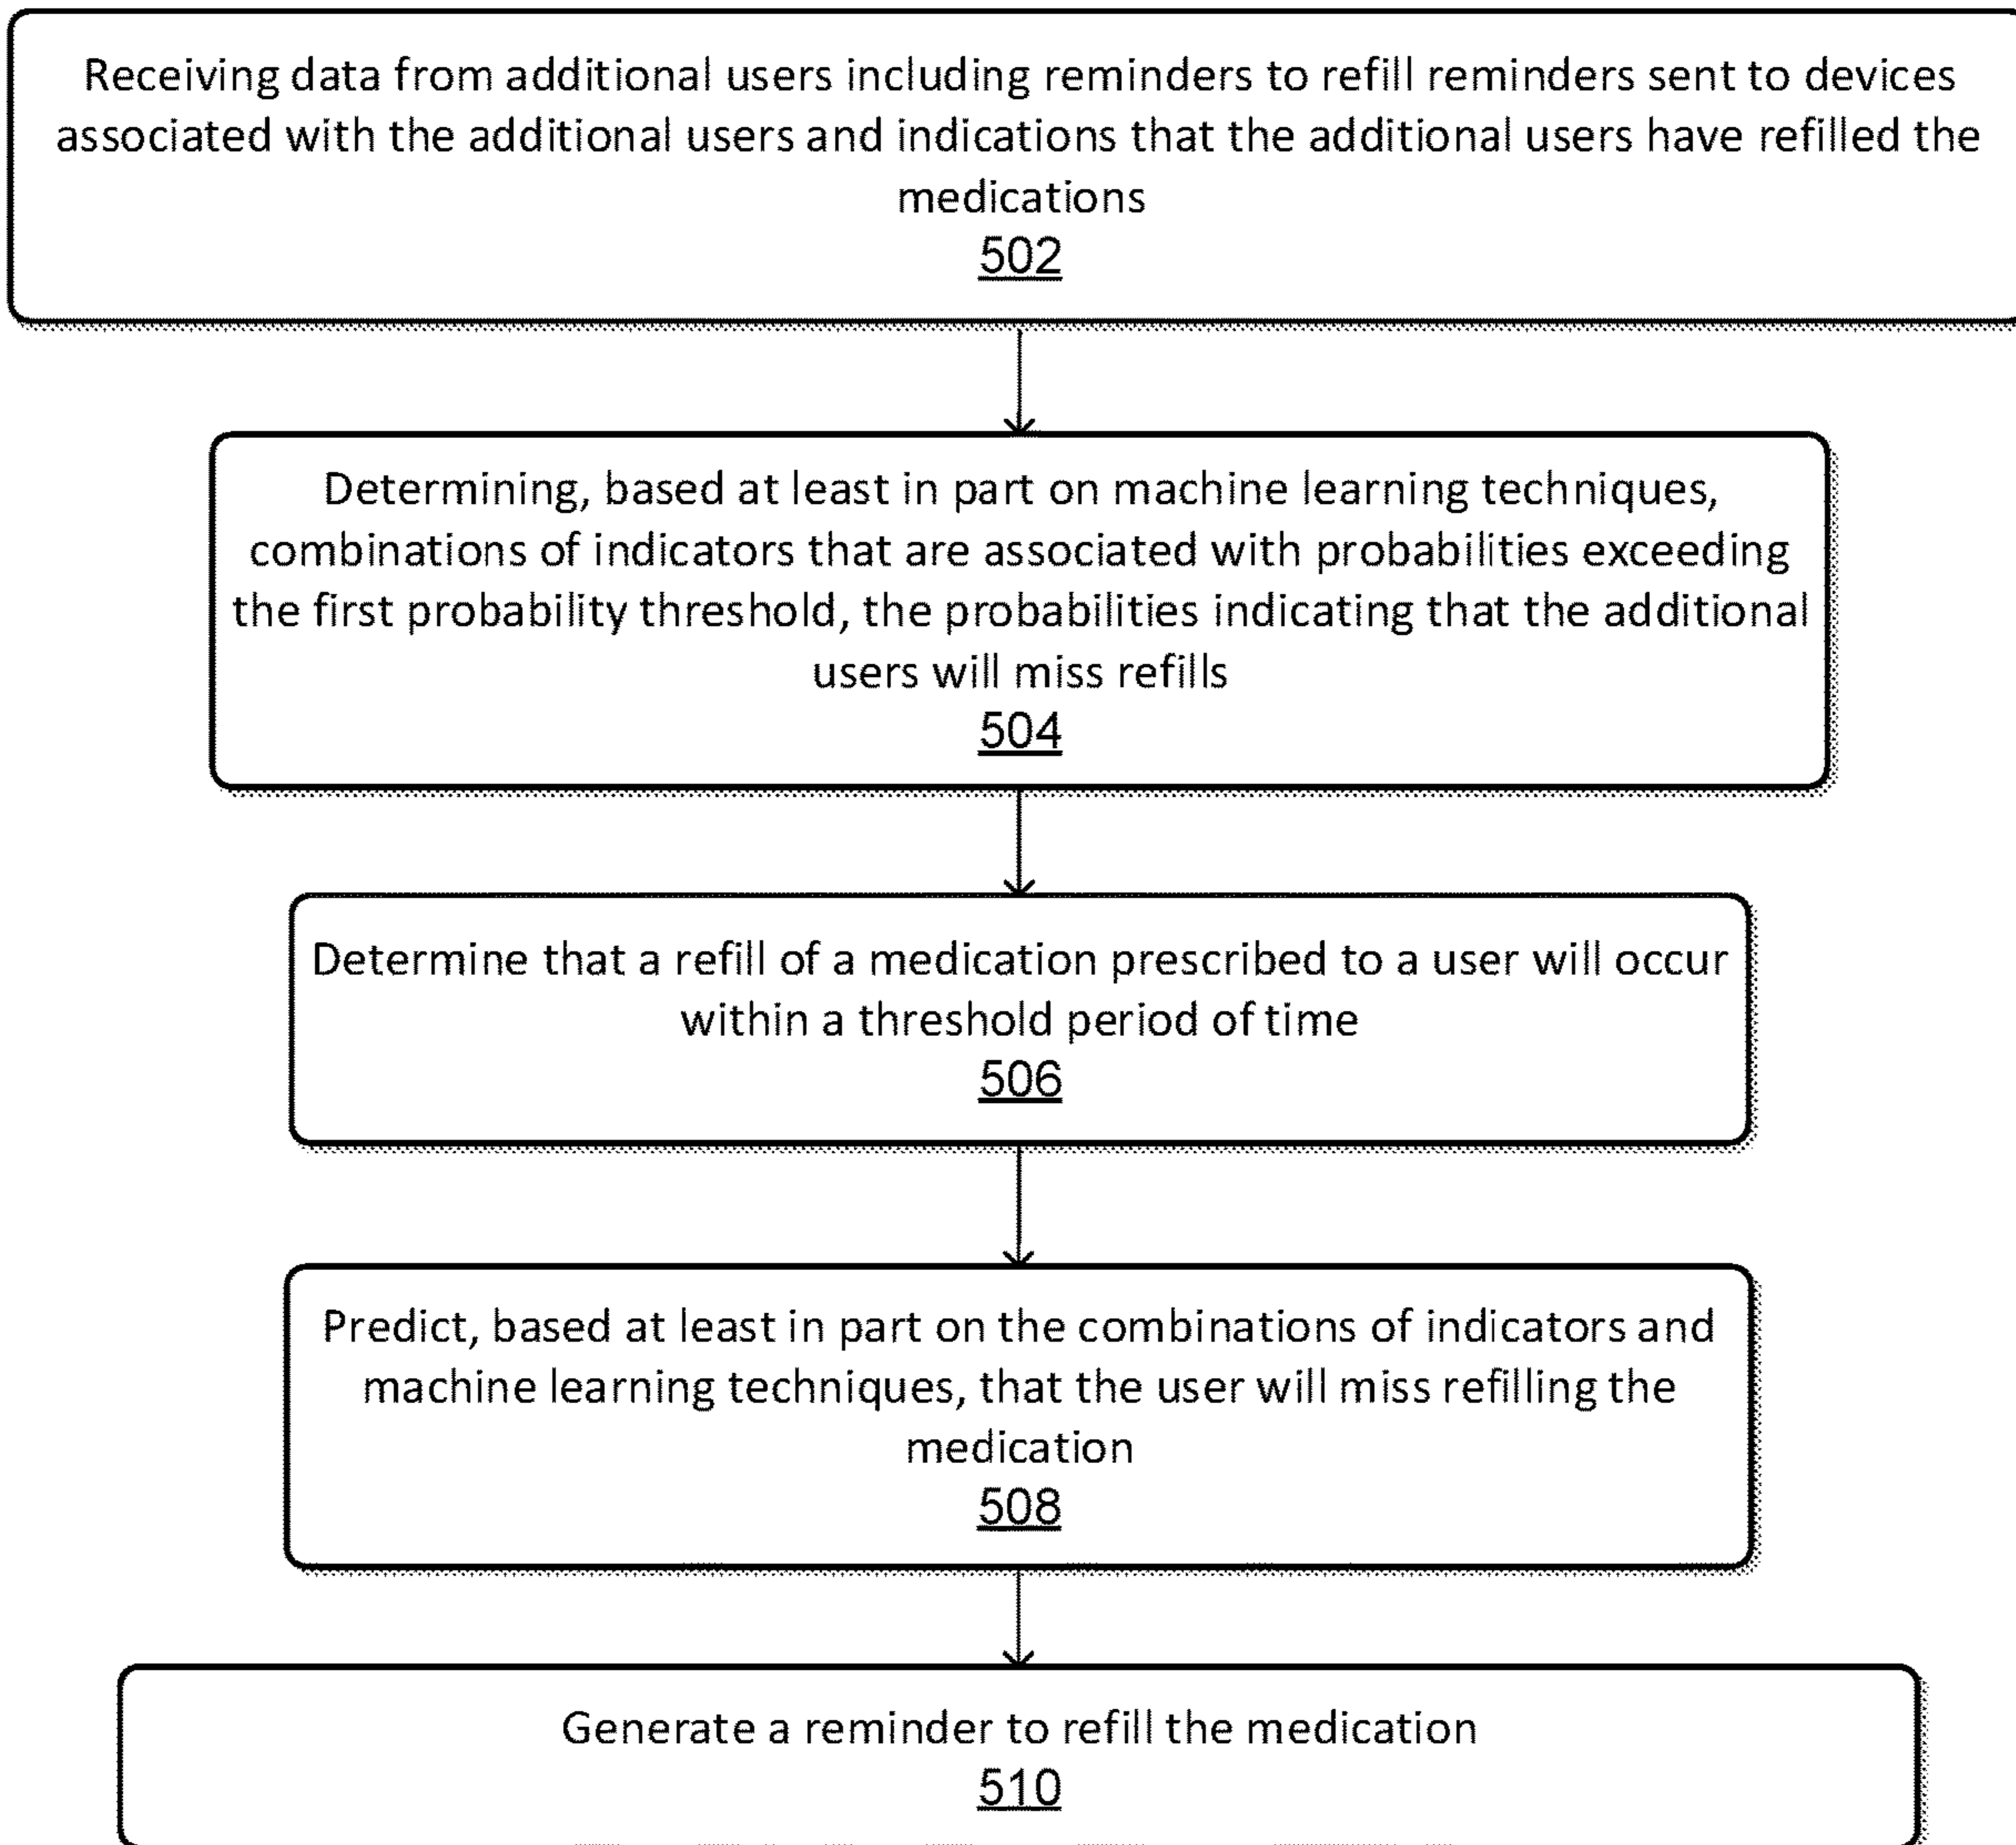 Receiving data from additional users including reminders to refill reminders sent to devices
associated with the additional users and indications that the additional users have refilled the
medications
502
Determining, based at least in part on machine learning techniques,
combinations of indicators that are associated with probabilities exceeding
the first probability threshold, the probabilities indicating that the additional
users will miss refills
504
Determine that a refill of a medication prescribed to a user will occur
within a threshold period of time
506
Predict, based at least in part on the combinations of indicators and
machine learning techniques, that the user will miss refilling the
medication
508
Generate a reminder to refill the medication
510